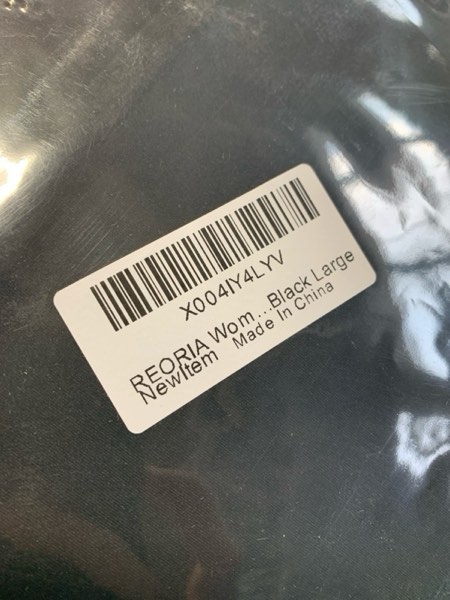 X004IY4LYV
REORIA Wom...Black Large
NewItem Made In China